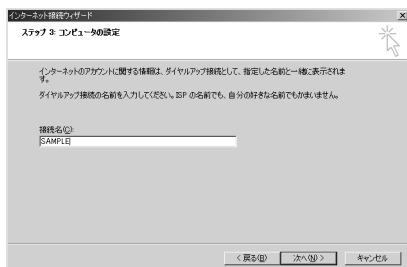 インターネット接続ウィザード
ステップ 3: コンピュータの設定
インターネットのアカウントに関する情報は、ダイヤルアップ接続として、指定した名前と一緒に表示されま
す。
ダイヤルアップ接続の名前を入力してください。ISP の名前でも、自分の好きな名前でもかまいません。
接続名(C):
SAMPLE
< 戻る(B)
次へ(N) >
キャンセル